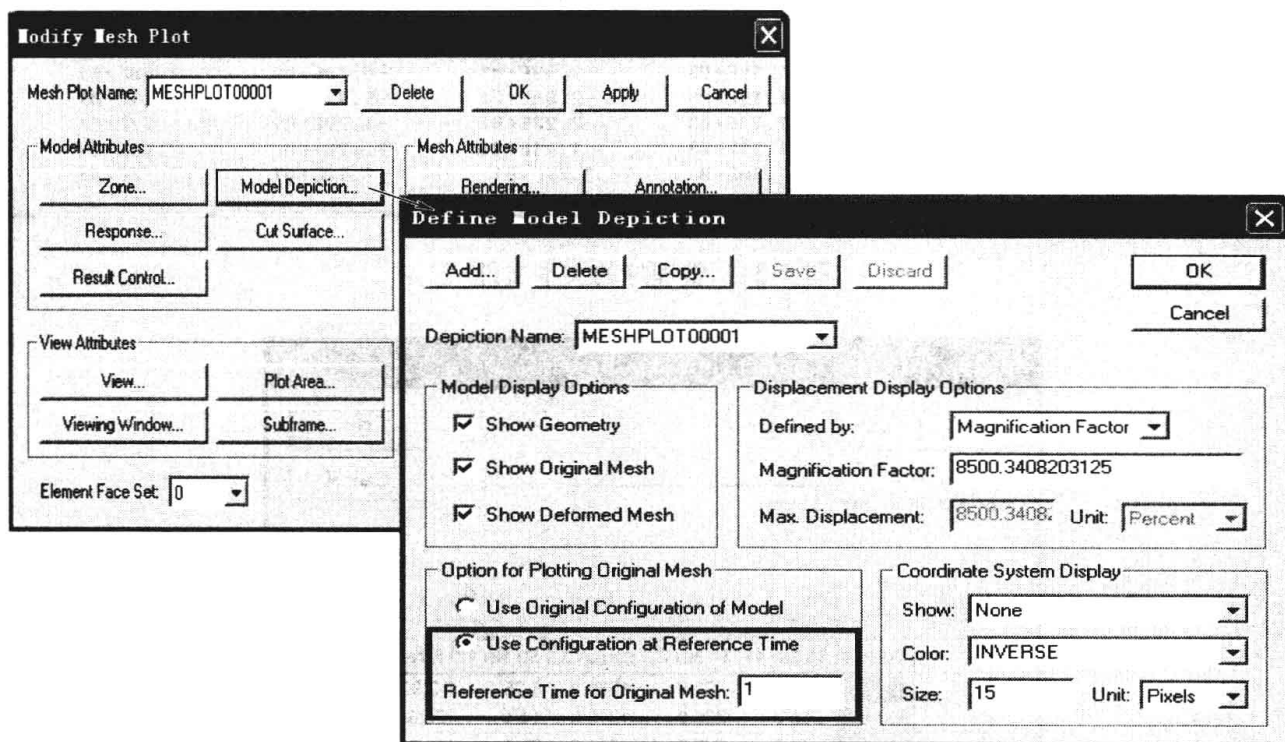 Modify Mesh Plot
Mesh Plot Name: MESHPLOT00001 Delete OK Apply Cancel
Model Attributes
Zone... Model Depiction...
Response... Cut Surface...
Result Control...
Mesh Attributes
Rendering... Annotation...
View Attributes
View... Plot Area...
Viewing Window... Subframe...
Element Face Set: 0
Define Model Depiction
Add... Delete Copy... Save Discard OK
Cancel
Depiction Name: MESHPLOT00001
Model Display Options
Show Geometry
Show Original Mesh
Show Deformed Mesh
Displacement Display Options
Defined by: Magnification Factor
Magnification Factor: 8500.3408203125
Max. Displacement: 8500.3408 Unit: Percent
Option for Plotting Original Mesh
Use Original Configuration of Model
Use Configuration at Reference Time
Reference Time for Original Mesh: 1
Coordinate System Display
Show: None
Color: INVERSE
Size: 15 Unit: Pixels